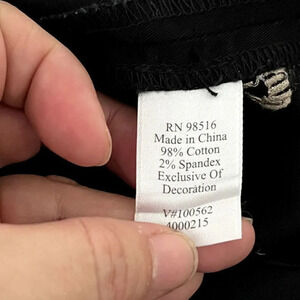 RN 98516
Made in China
98% Cotton
2% Spandex
Exclusive Of
Decoration
V#100562
4000215